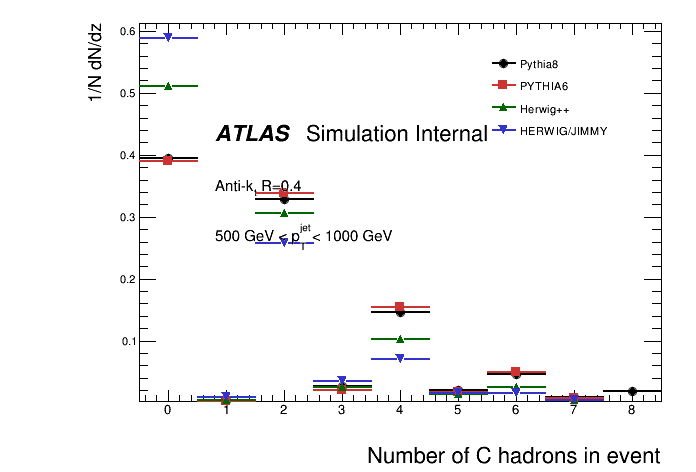 1/N dN/dz
0.6
0.5
0.4
0.3
0.2
0.1
Pythia8
PYTHIA6
Herwig++
HERWIG/JIMMY
ATLAS Simulation Internal
Anti-k_t R=0.4
500 GeV < p_T^jet < 1000 GeV
0 1 2 3 4 5 6 7 8
Number of C hadrons in event